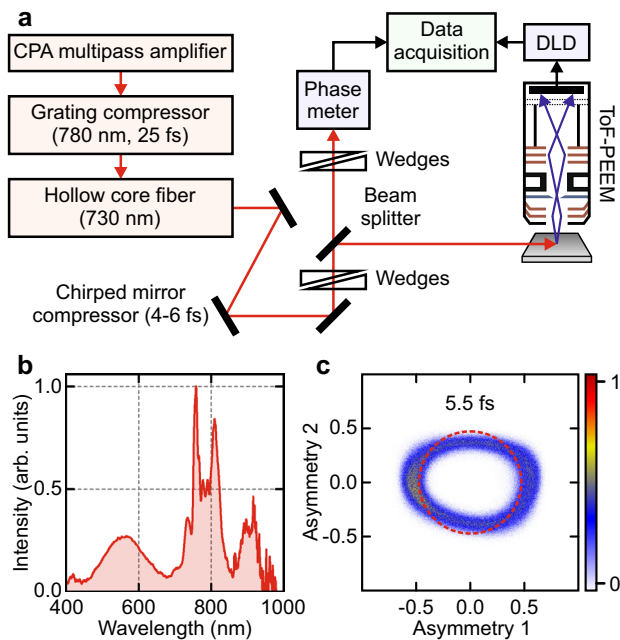 a
CPA multipass amplifier
Grating compressor
(780 nm, 25 fs)
Hollow core fiber
(730 nm)
Chirped mirror
compressor (4-6 fs)
Phase
meter
Data
acquisition
DLD
ToF-PEEM
Wedges
Beam
splitter
Wedges
b
1.0
0.5
0.0
400
600
800
1000
Intensity (arb. units)
Wavelength (nm)
c
5.5 fs
0.5
0.0
-0.5
-0.5
0.0
0.5
Asymmetry 2
Asymmetry 1
1
0